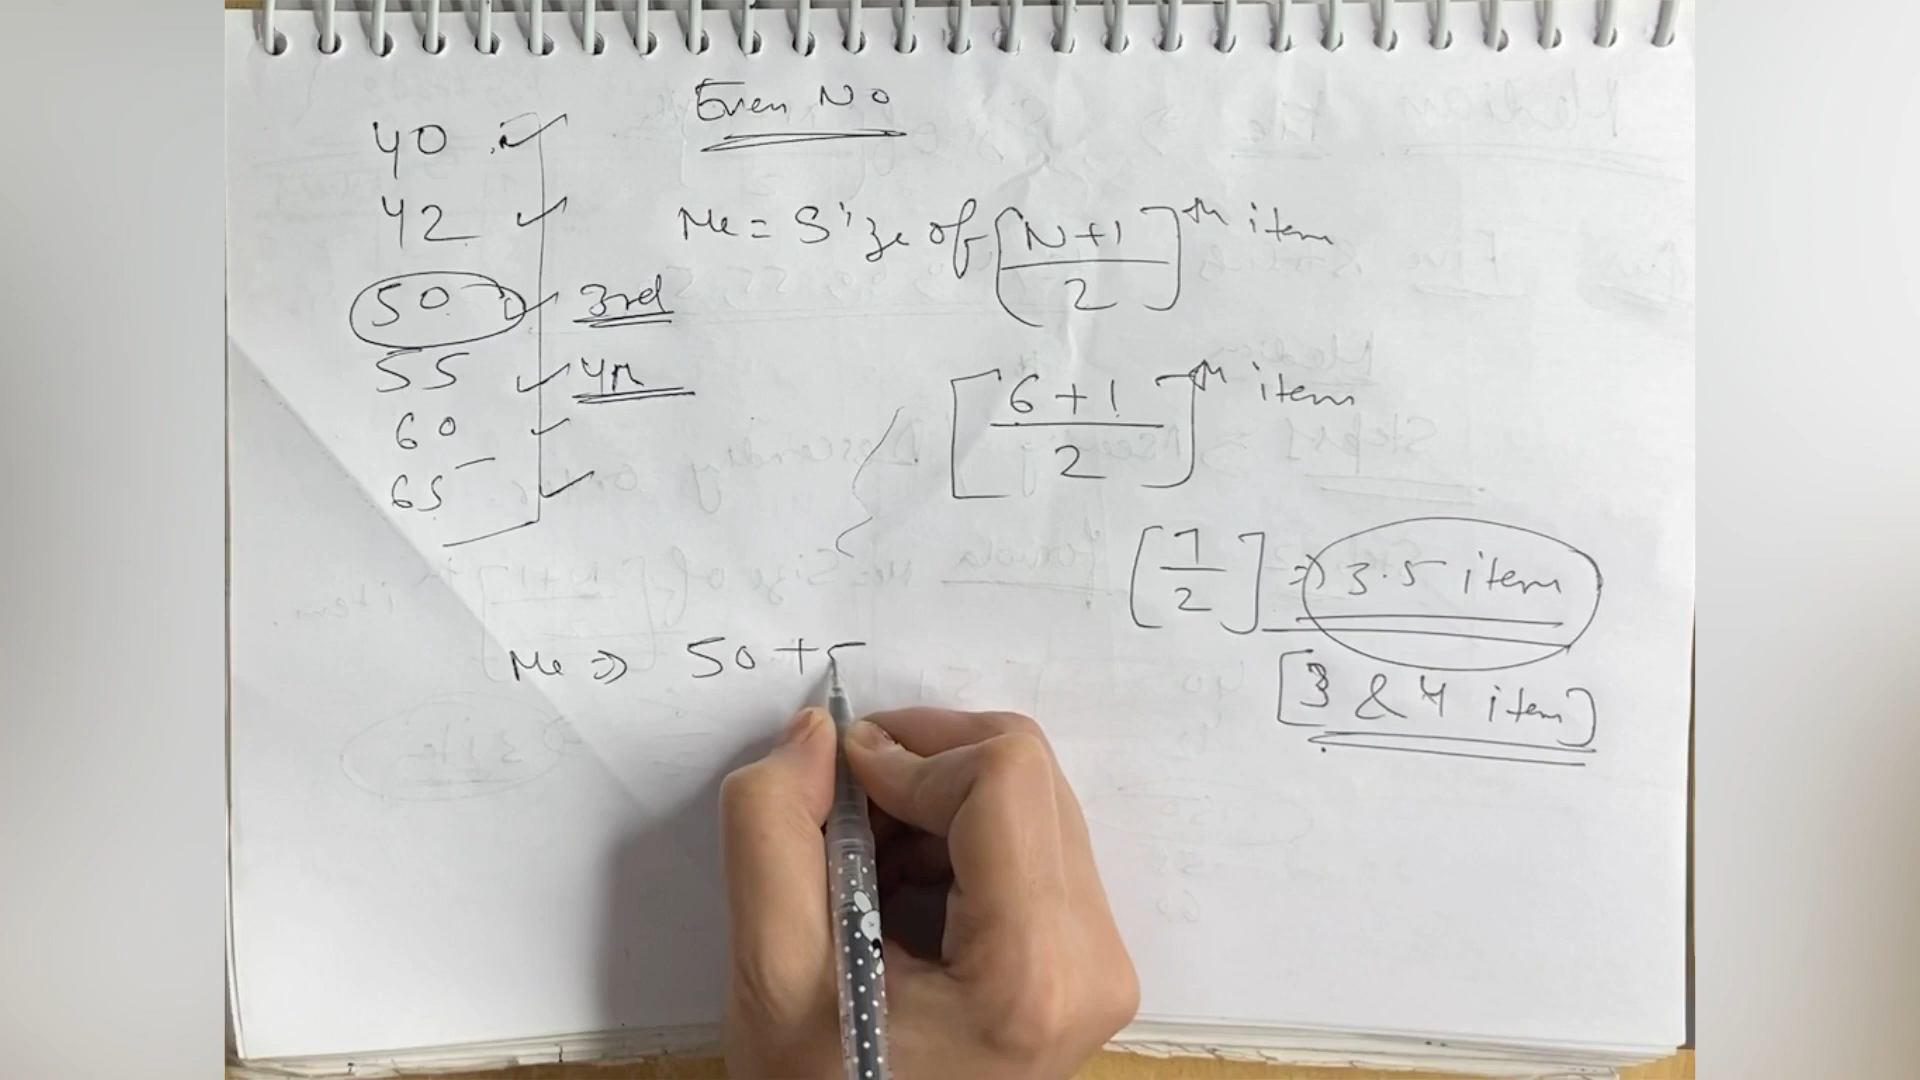 Even No
40
42
50 3rd
55 4th
60
65
Me = Size of [N+1/2]th item
[6+1/2]th item
[7/2] => 3.5 item
[3 & 4 item]
Me => 50 + 5